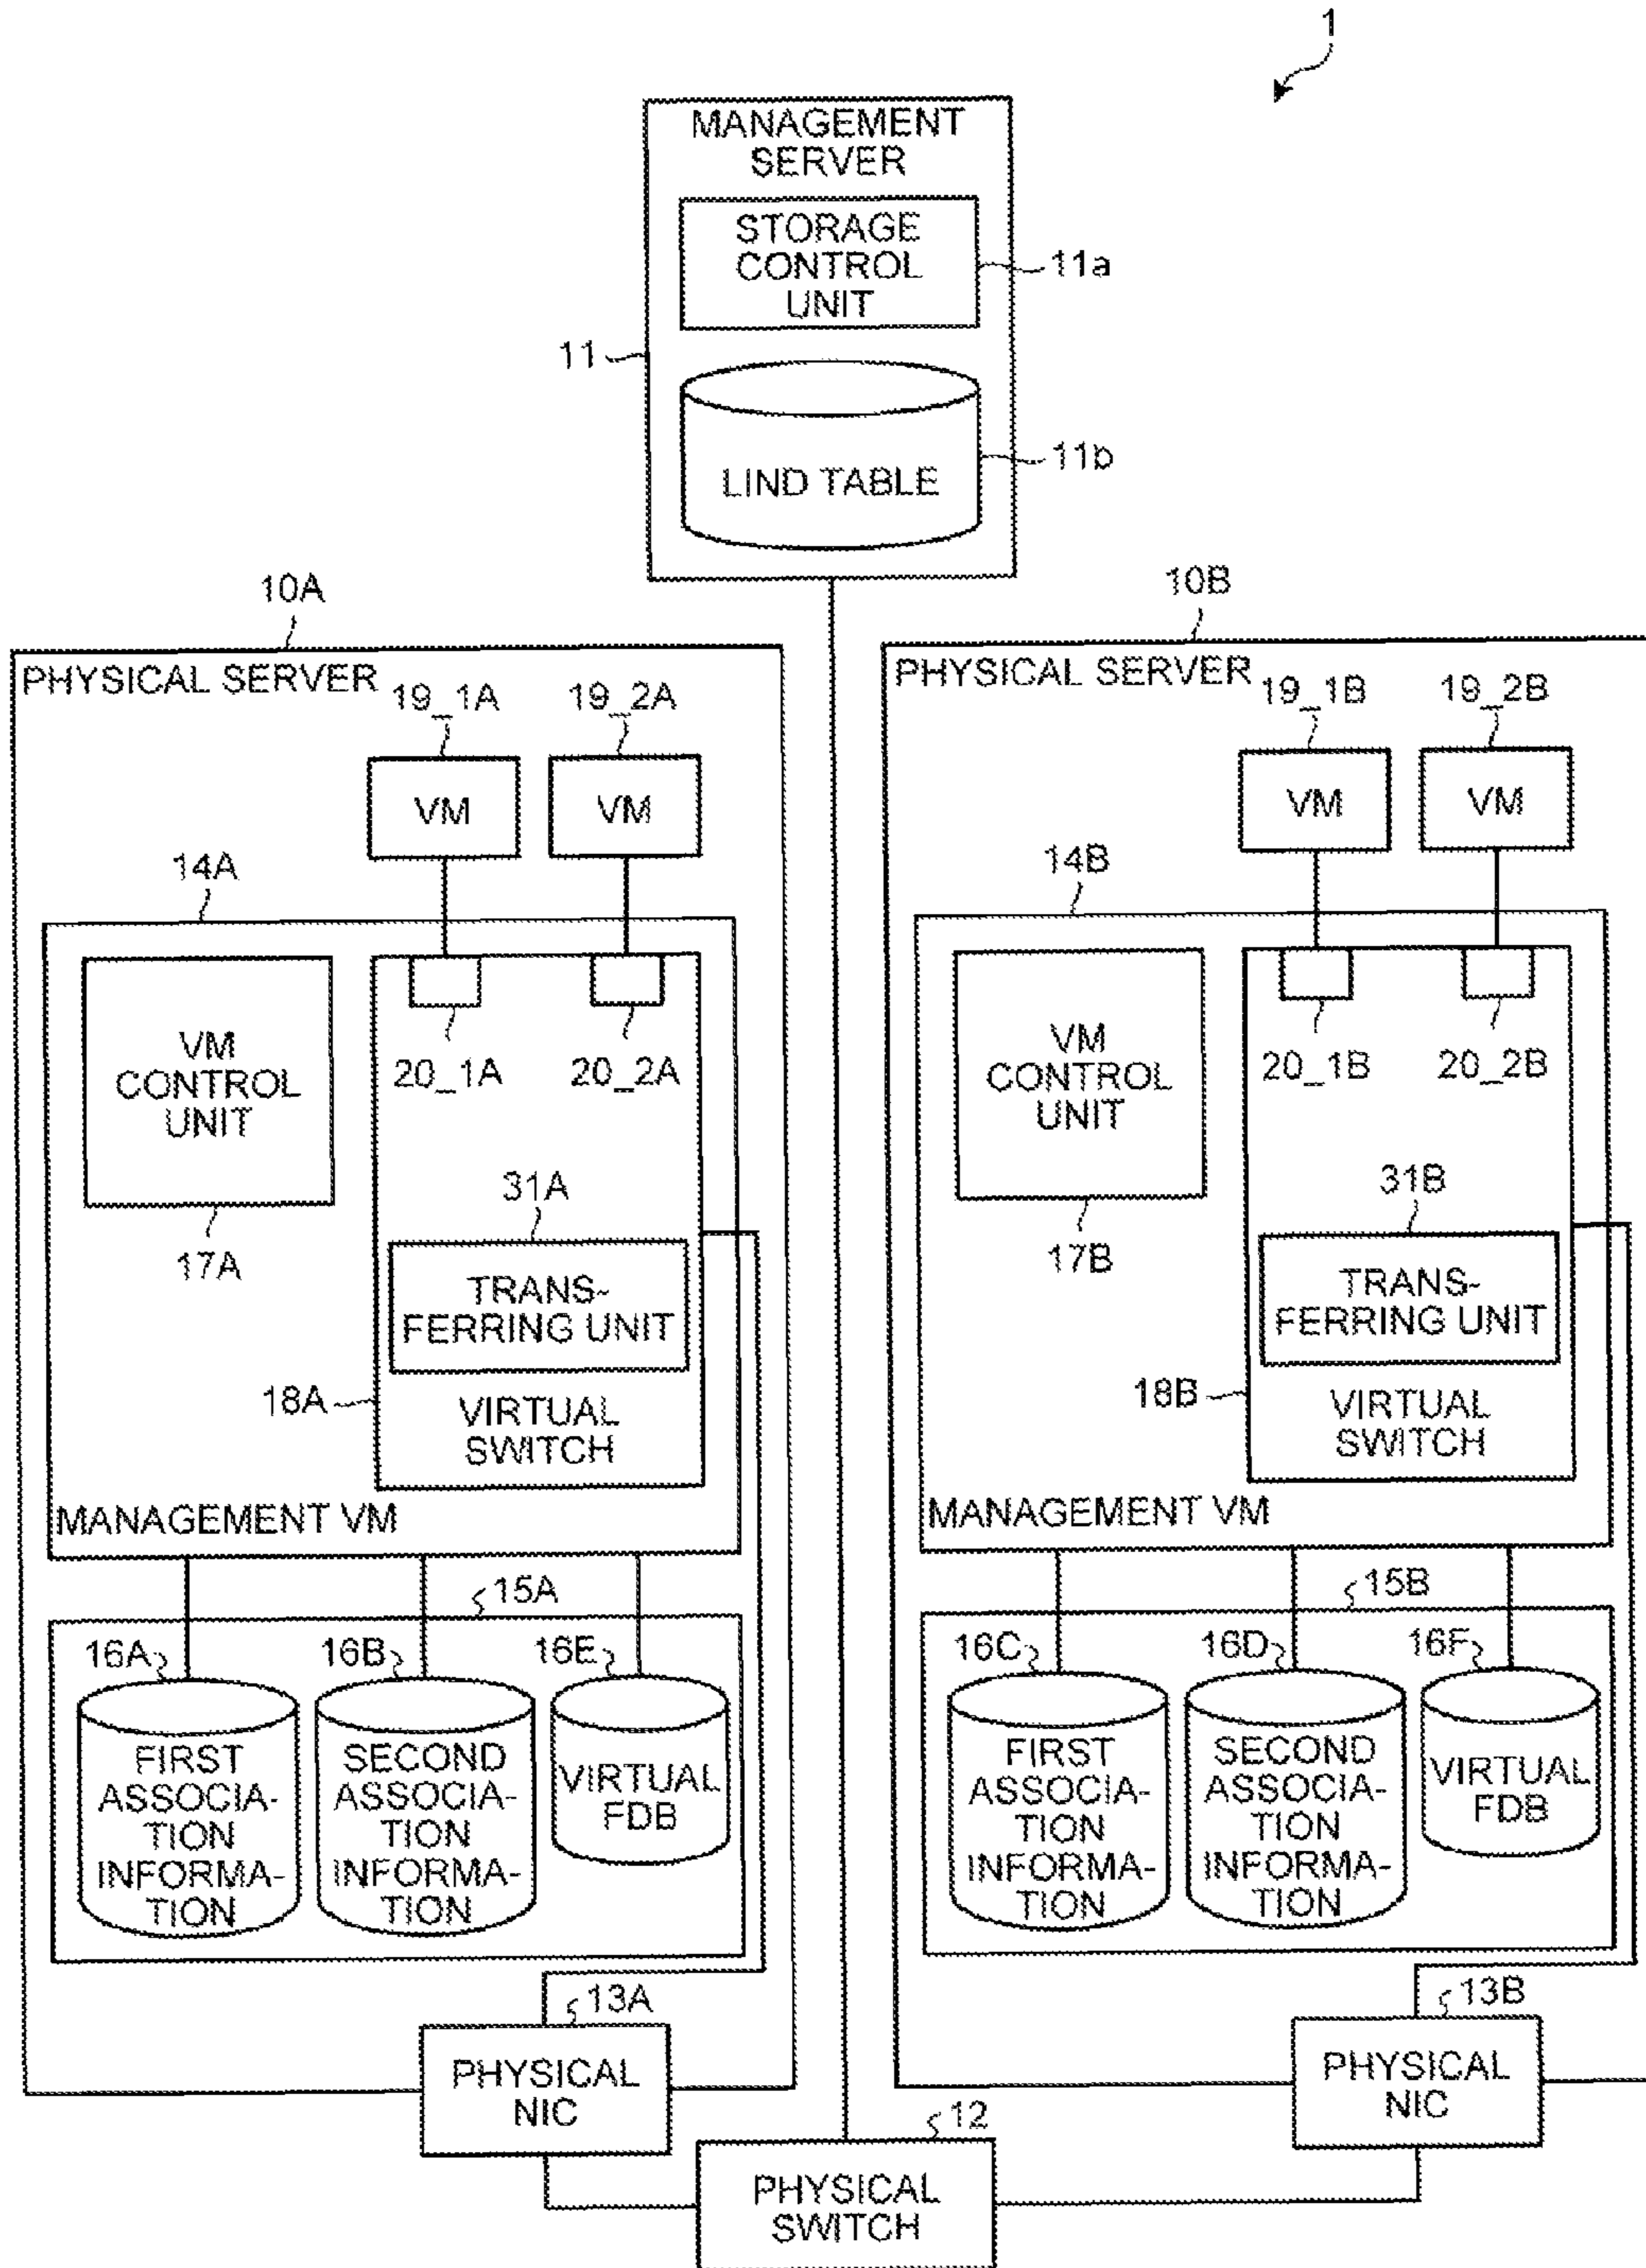 1
MANAGEMENT
SERVER
STORAGE
CONTROL
UNIT
11a
11
LIND TABLE
11b
10A
10B
PHYSICAL SERVER
19_1A
19_2A
VM
VM
14A
VM
CONTROL
UNIT
20_1A
20_2A
17A
31A
TRANS-
FERRING UNIT
18A
VIRTUAL
SWITCH
MANAGEMENT VM
15A
16A
16B
16E
FIRST
ASSOCIA-
TION
INFORMA-
TION
SECOND
ASSOCIA-
TION
INFORMA-
TION
VIRTUAL
FDB
13A
PHYSICAL
NIC
PHYSICAL SERVER
19_1B
19_2B
VM
VM
14B
VM
CONTROL
UNIT
20_1B
20_2B
17B
31B
TRANS-
FERRING UNIT
18B
VIRTUAL
SWITCH
MANAGEMENT VM
15B
16C
16D
16F
FIRST
ASSOCIA-
TION
INFORMA-
TION
SECOND
ASSOCIA-
TION
INFORMA-
TION
VIRTUAL
FDB
13B
PHYSICAL
NIC
12
PHYSICAL
SWITCH